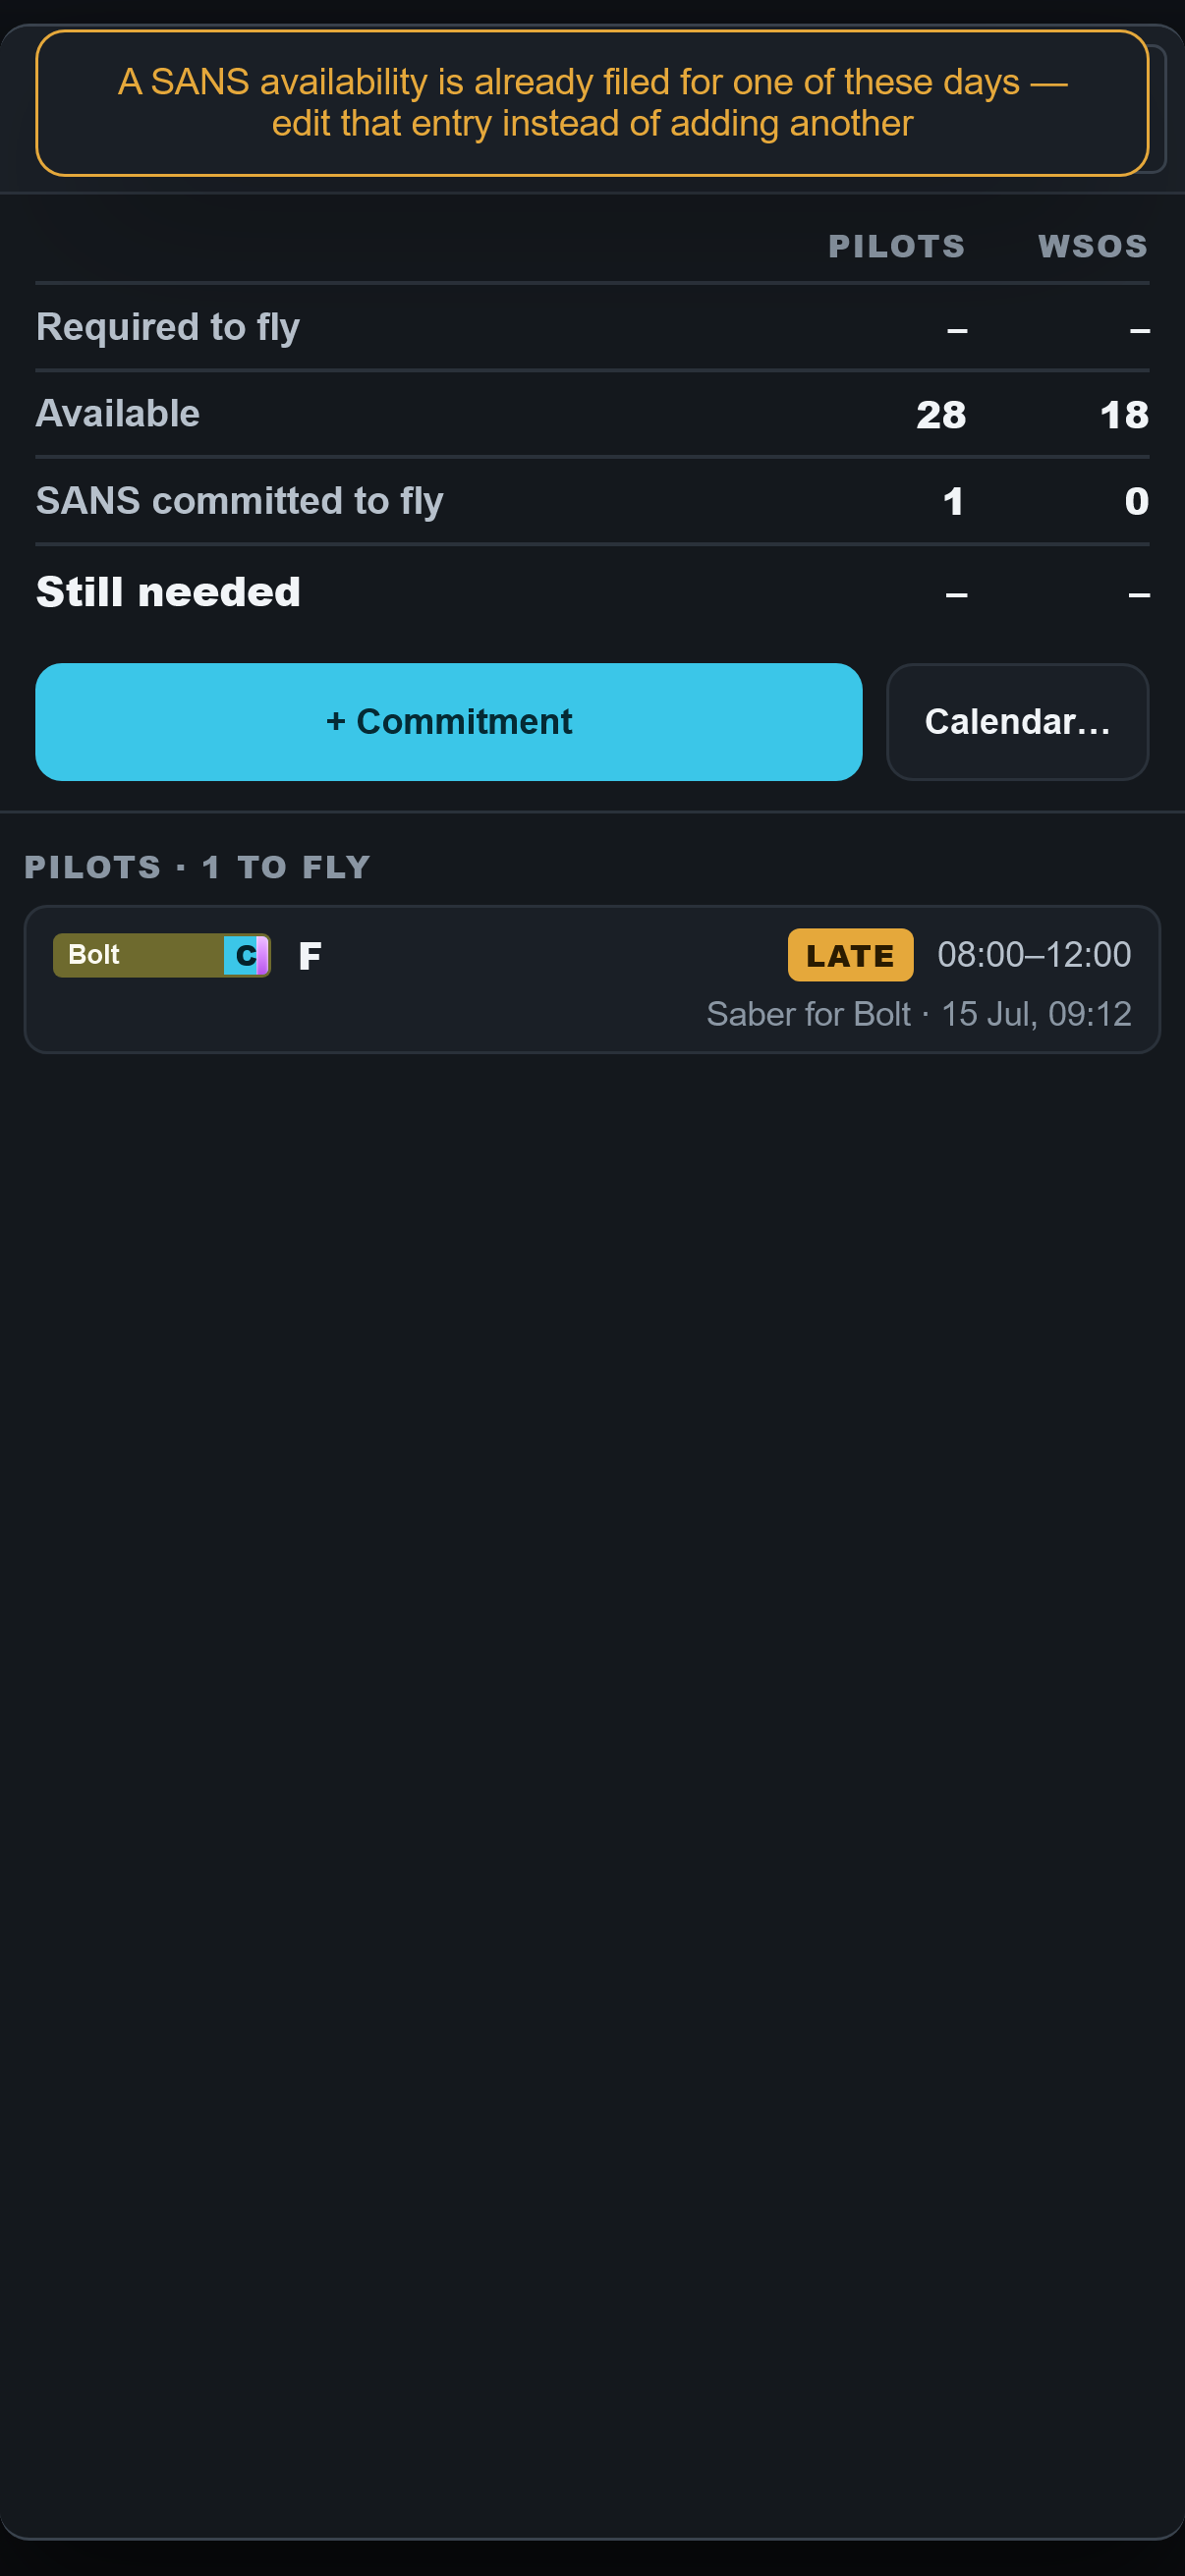 A SANS availability is already filed for one of these days —
edit that entry instead of adding another
PILOTS WSOS
Required to fly – –
Available 28 18
SANS committed to fly 1 0
Still needed – –
+ Commitment Calendar…
PILOTS · 1 TO FLY
Bolt C F LATE 08:00–12:00
Saber for Bolt · 15 Jul, 09:12